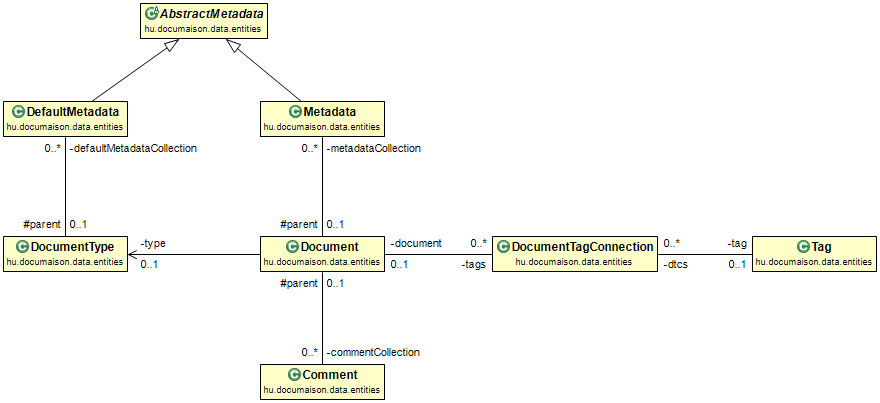 AbstractMetadata
hu.documaison.data.entities
DefaultMetadata
hu.documaison.data.entities
Metadata
hu.documaison.data.entities
0..* -defaultMetadataCollection
0..* -metadataCollection
#parent 0..1
#parent 0..1
DocumentType
hu.documaison.data.entities
-type
0..1
Document
hu.documaison.data.entities
-document 0..*
0..1 -tags
DocumentTagConnection
hu.documaison.data.entities
0..* -tag
-dtcs 0..1
Tag
hu.documaison.data.entities
#parent 0..1
0..* -commentCollection
Comment
hu.documaison.data.entities